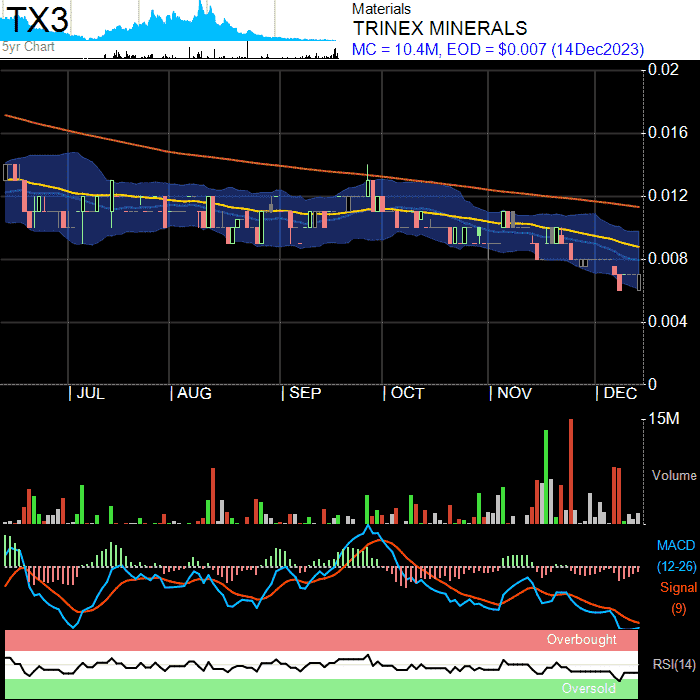 TX3
5yr Chart
Materials
TRINEX MINERALS
MC = 10.4M, EOD = $0.007 (14Dec2023)
0.02
0.016
0.012
0.008
0.004
0
| JUL | AUG | SEP | OCT | NOV | DEC
15M
Volume
MACD
(12-26)
Signal
(9)
Overbought
RSI(14)
Oversold